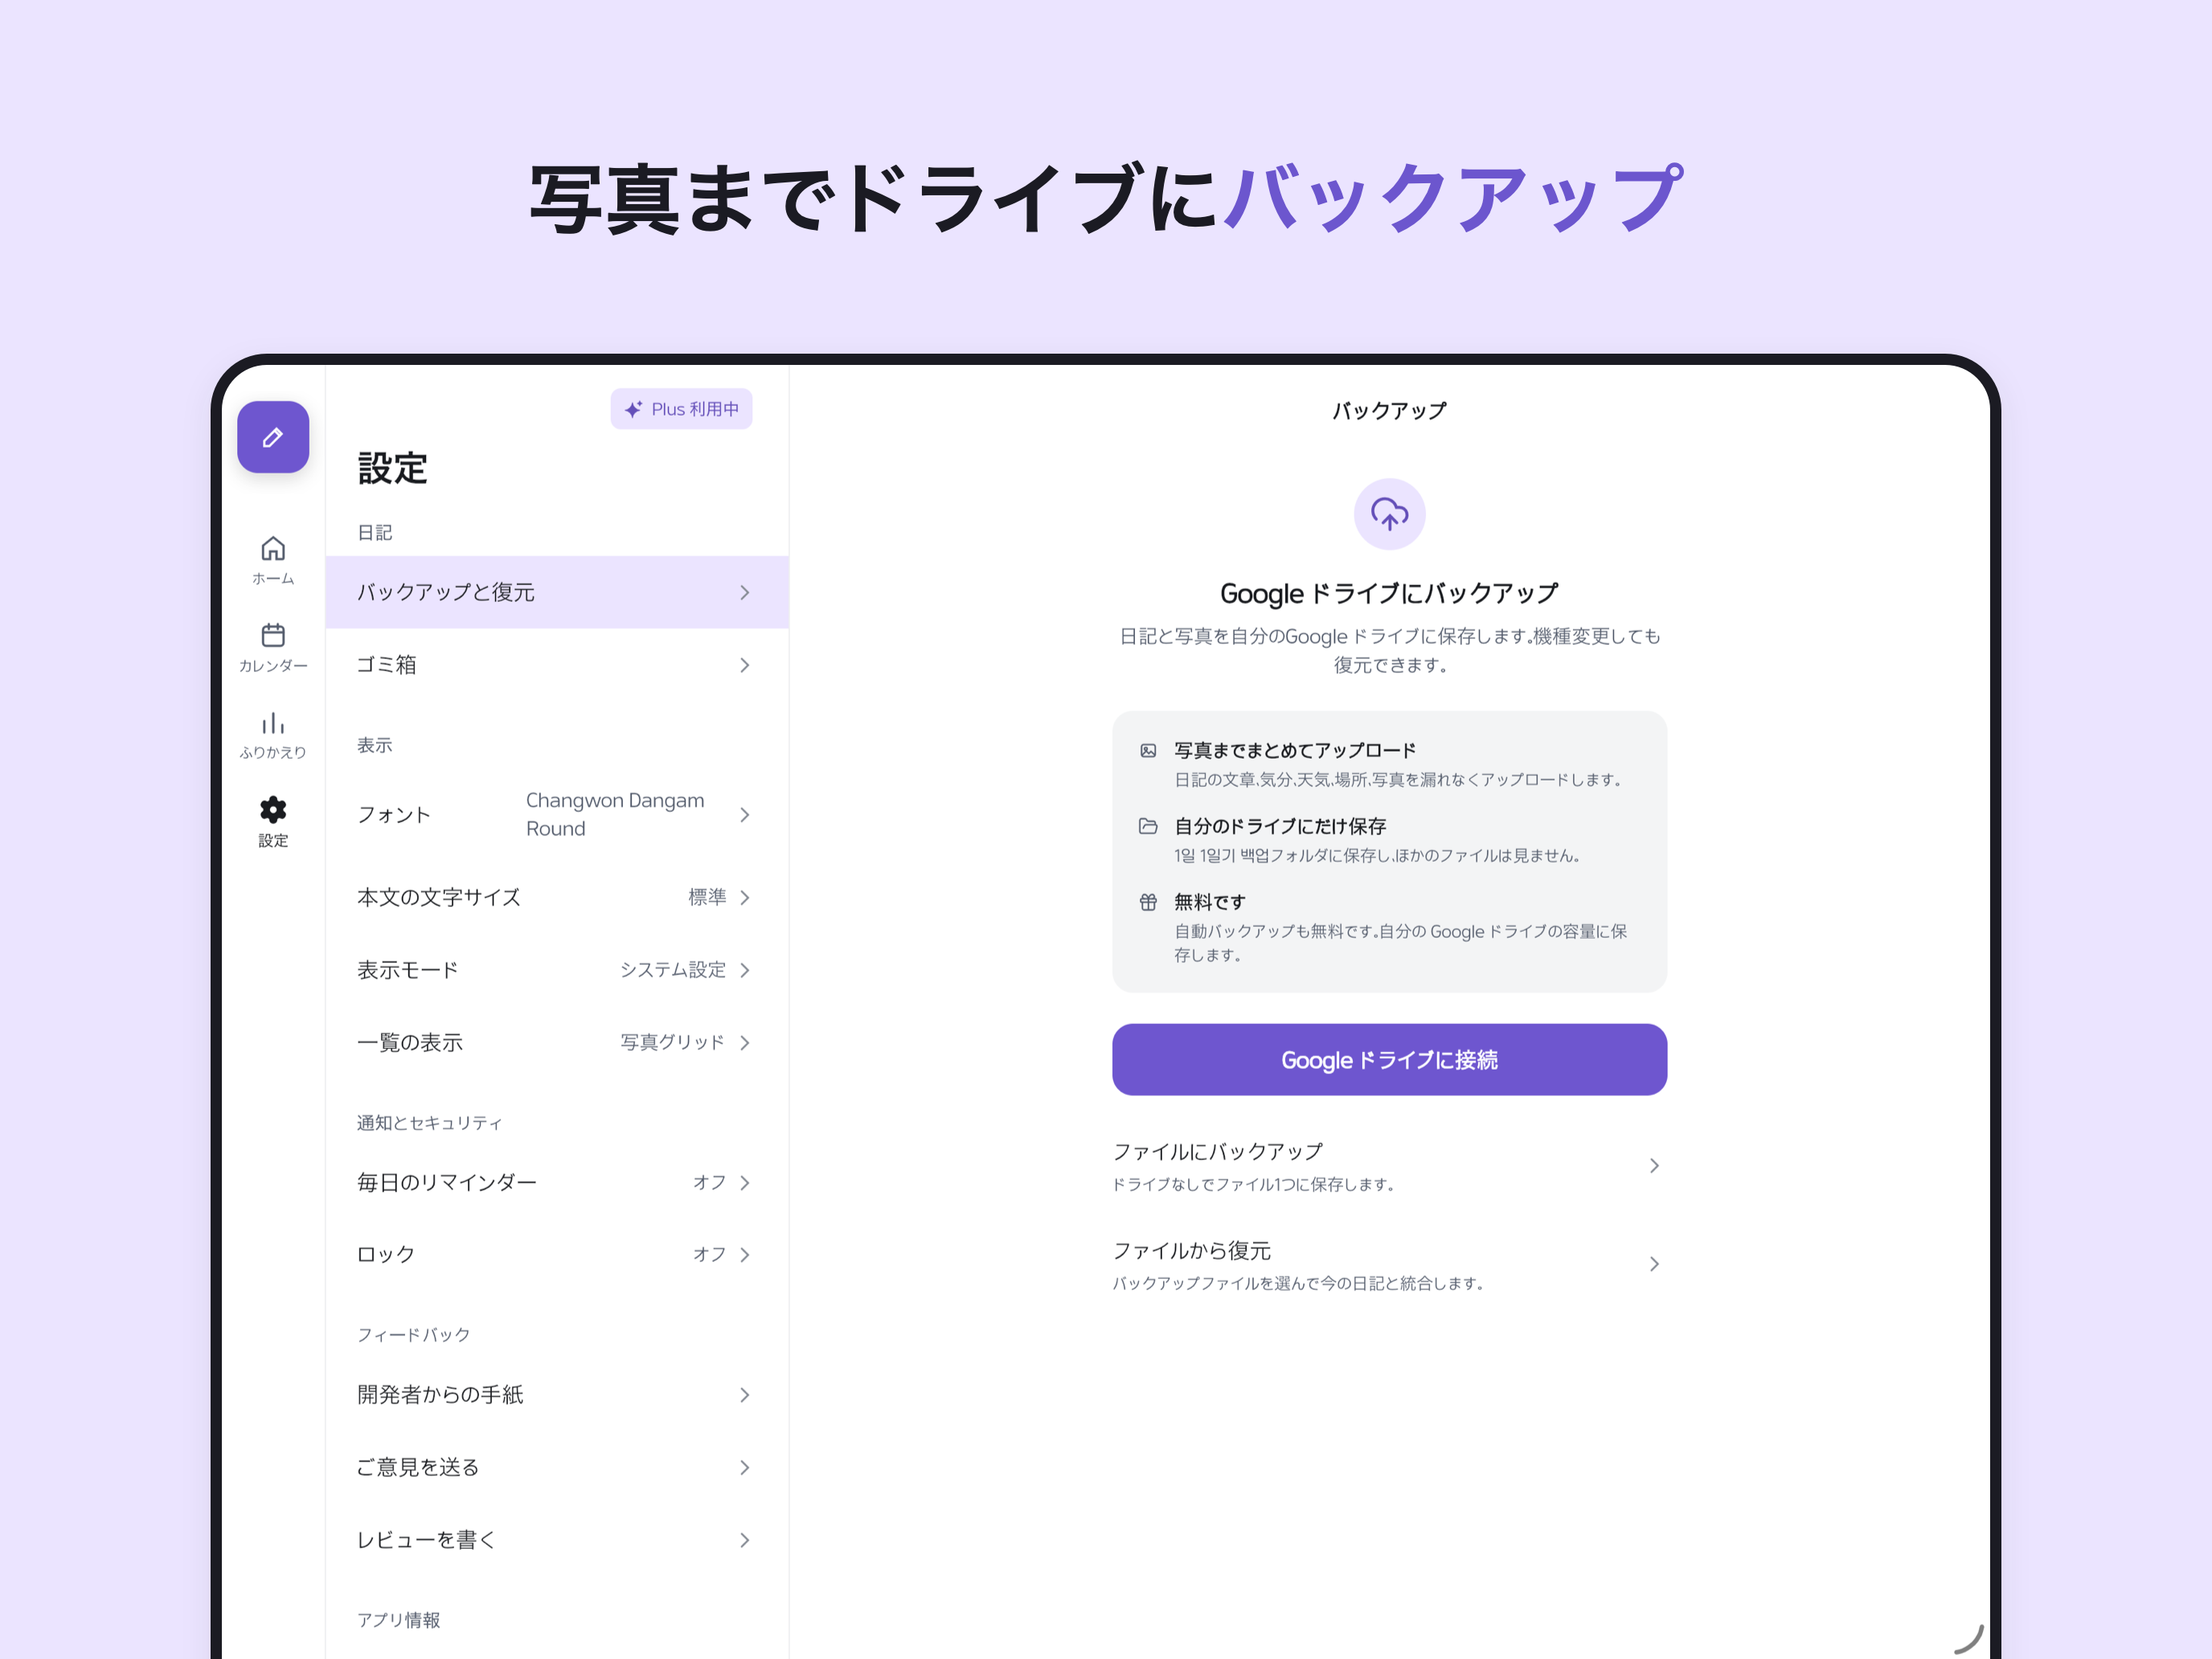 写真までドライブにバックアップ
Plus 利用中
設定
日記
バックアップと復元
ゴミ箱
表示
フォント
Changwon Dangam
Round
本文の文字サイズ 標準
表示モード システム設定
一覧の表示 写真グリッド
通知とセキュリティ
毎日のリマインダー オフ
ロック オフ
フィードバック
開発者からの手紙
ご意見を送る
レビューを書く
アプリ情報
ホーム
カレンダー
ふりかえり
設定
バックアップ
Google ドライブにバックアップ
日記と写真を自分のGoogle ドライブに保存します。機種変更しても
復元できます。
写真までまとめてアップロード
日記の文章、気分、天気、場所、写真を漏れなくアップロードします。
自分のドライブにだけ保存
1일 1일기 백업フォルダに保存し、ほかのファイルは見ません。
無料です
自動バックアップも無料です。自分の Google ドライブの容量に保
存します。
Google ドライブに接続
ファイルにバックアップ
ドライブなしでファイル1つに保存します。
ファイルから復元
バックアップファイルを選んで今の日記と統合します。